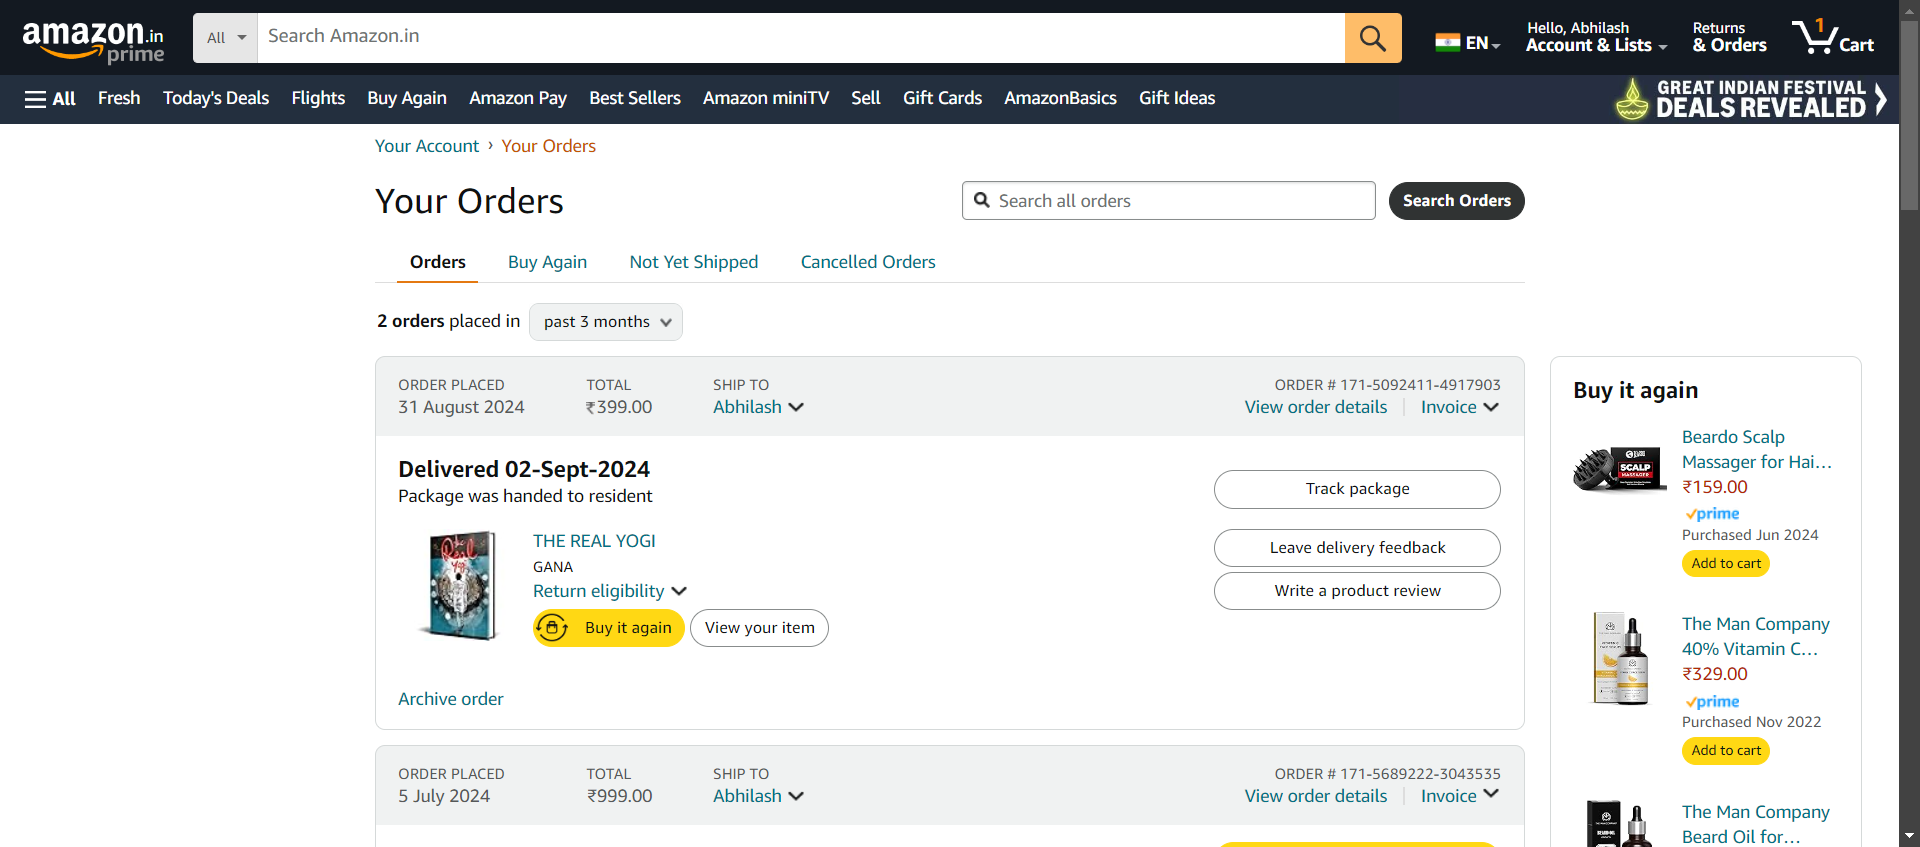 amazon.in
prime
All
Search Amazon.in
EN
Hello, Abhilash
Account & Lists
Returns
& Orders
1
Cart
All
Fresh
Today's Deals
Flights
Buy Again
Amazon Pay
Best Sellers
Amazon miniTV
Sell
Gift Cards
AmazonBasics
Gift Ideas
GREAT INDIAN FESTIVAL
DEALS REVEALED
Your Account › Your Orders
Your Orders
Search all orders
Search Orders
Orders
Buy Again
Not Yet Shipped
Cancelled Orders
2 orders placed in
past 3 months
ORDER PLACED
31 August 2024
TOTAL
₹399.00
SHIP TO
Abhilash
ORDER # 171-5092411-4917903
View order details
Invoice
Delivered 02-Sept-2024
Package was handed to resident
The Real Yogi
THE REAL YOGI
GANA
Return eligibility
Buy it again
View your item
Track package
Leave delivery feedback
Write a product review
Archive order
ORDER PLACED
5 July 2024
TOTAL
₹999.00
SHIP TO
Abhilash
ORDER # 171-5689222-3043535
View order details
Invoice
Buy it again
SCALP
MASSAGER
Beardo Scalp
Massager for Hai…
₹159.00
prime
Purchased Jun 2024
Add to cart
The Man Company
40% Vitamin C…
₹329.00
prime
Purchased Nov 2022
Add to cart
The Man Company
Beard Oil for…